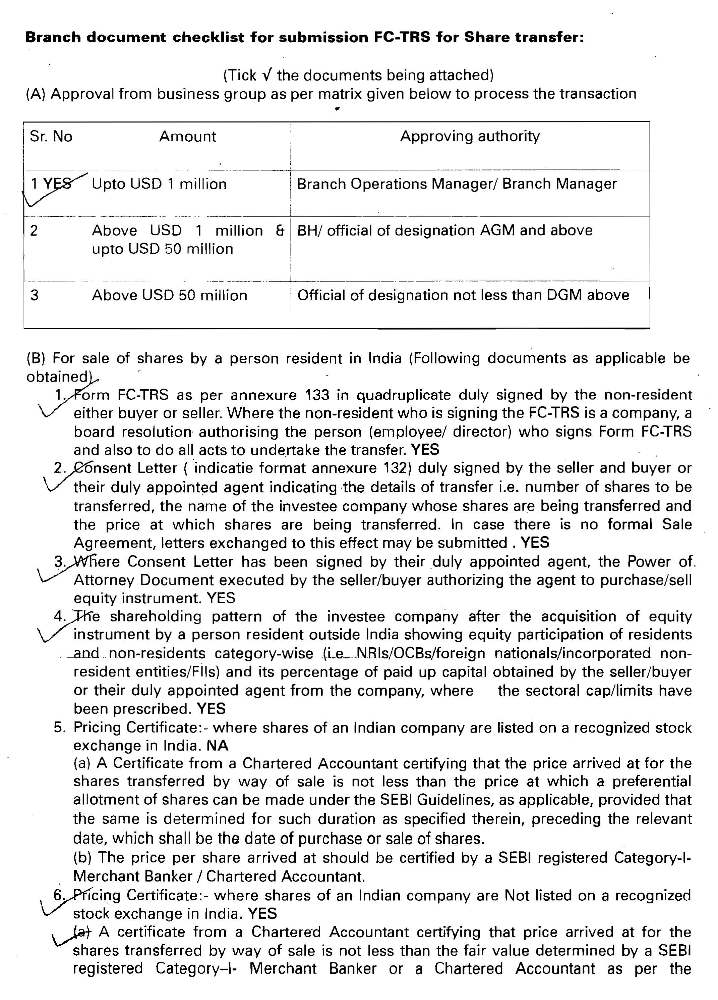 Branch document checklist for submission FC-TRS for Share transfer:
(Tick √ the documents being attached)
(A) Approval from business group as per matrix given below to process the transaction
Sr. No Amount Approving authority
1 YES Upto USD 1 million Branch Operations Manager/ Branch Manager
2 Above USD 1 million & BH/ official of designation AGM and above
upto USD 50 million
3 Above USD 50 million Official of designation not less than DGM above
(B) For sale of shares by a person resident in India (Following documents as applicable be
obtained)
1. Form FC-TRS as per annexure 133 in quadruplicate duly signed by the non-resident
either buyer or seller. Where the non-resident who is signing the FC-TRS is a company, a
board resolution authorising the person (employee/ director) who signs Form FC-TRS
and also to do all acts to undertake the transfer. YES
2. Consent Letter ( indicatie format annexure 132) duly signed by the seller and buyer or
their duly appointed agent indicating the details of transfer i.e. number of shares to be
transferred, the name of the investee company whose shares are being transferred and
the price at which shares are being transferred. In case there is no formal Sale
Agreement, letters exchanged to this effect may be submitted . YES
3. Where Consent Letter has been signed by their duly appointed agent, the Power of
Attorney Document executed by the seller/buyer authorizing the agent to purchase/sell
equity instrument. YES
4. The shareholding pattern of the investee company after the acquisition of equity
instrument by a person resident outside India showing equity participation of residents
and non-residents category-wise (i.e. NRIs/OCBs/foreign nationals/incorporated non-
resident entities/FIIs) and its percentage of paid up capital obtained by the seller/buyer
or their duly appointed agent from the company, where the sectoral cap/limits have
been prescribed. YES
5. Pricing Certificate:- where shares of an Indian company are listed on a recognized stock
exchange in India. NA
(a) A Certificate from a Chartered Accountant certifying that the price arrived at for the
shares transferred by way of sale is not less than the price at which a preferential
allotment of shares can be made under the SEBI Guidelines, as applicable, provided that
the same is determined for such duration as specified therein, preceding the relevant
date, which shall be the date of purchase or sale of shares.
(b) The price per share arrived at should be certified by a SEBI registered Category-I-
Merchant Banker / Chartered Accountant.
6. Pricing Certificate:- where shares of an Indian company are Not listed on a recognized
stock exchange in India. YES
(a) A certificate from a Chartered Accountant certifying that price arrived at for the
shares transferred by way of sale is not less than the fair value determined by a SEBI
registered Category–I- Merchant Banker or a Chartered Accountant as per the